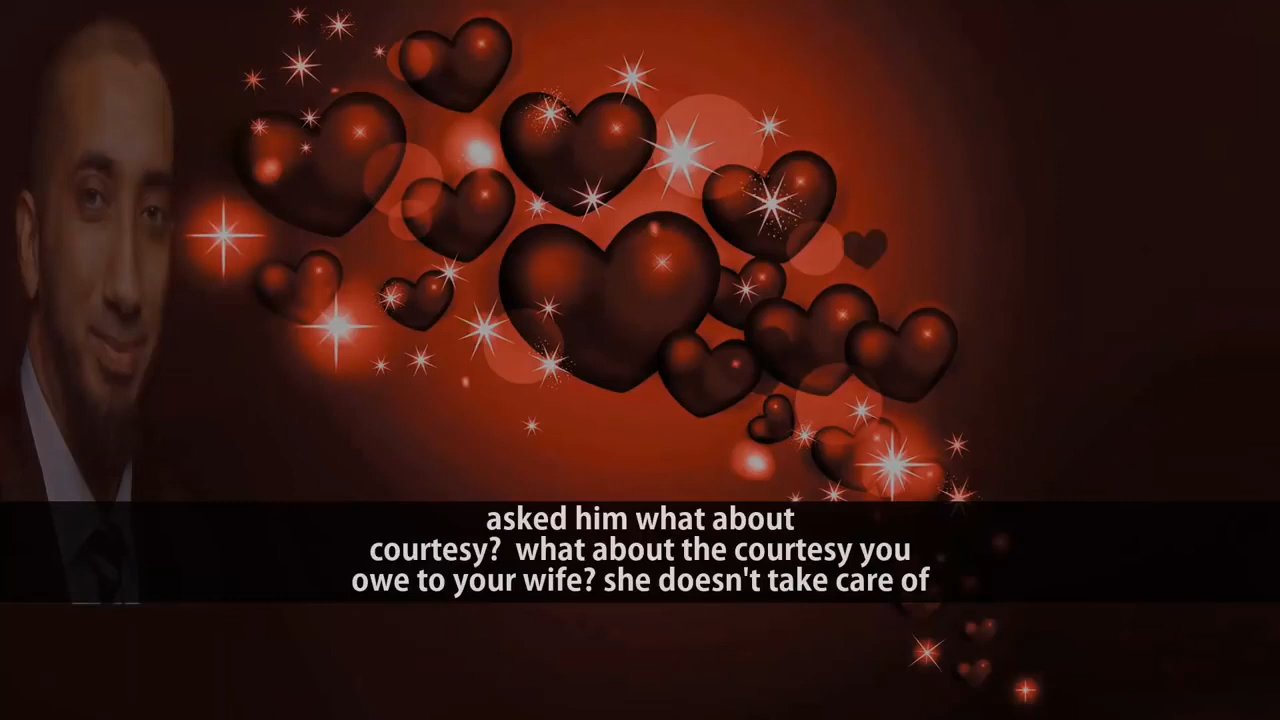 asked him what about
courtesy?  what about the courtesy you
owe to your wife? she doesn't take care of